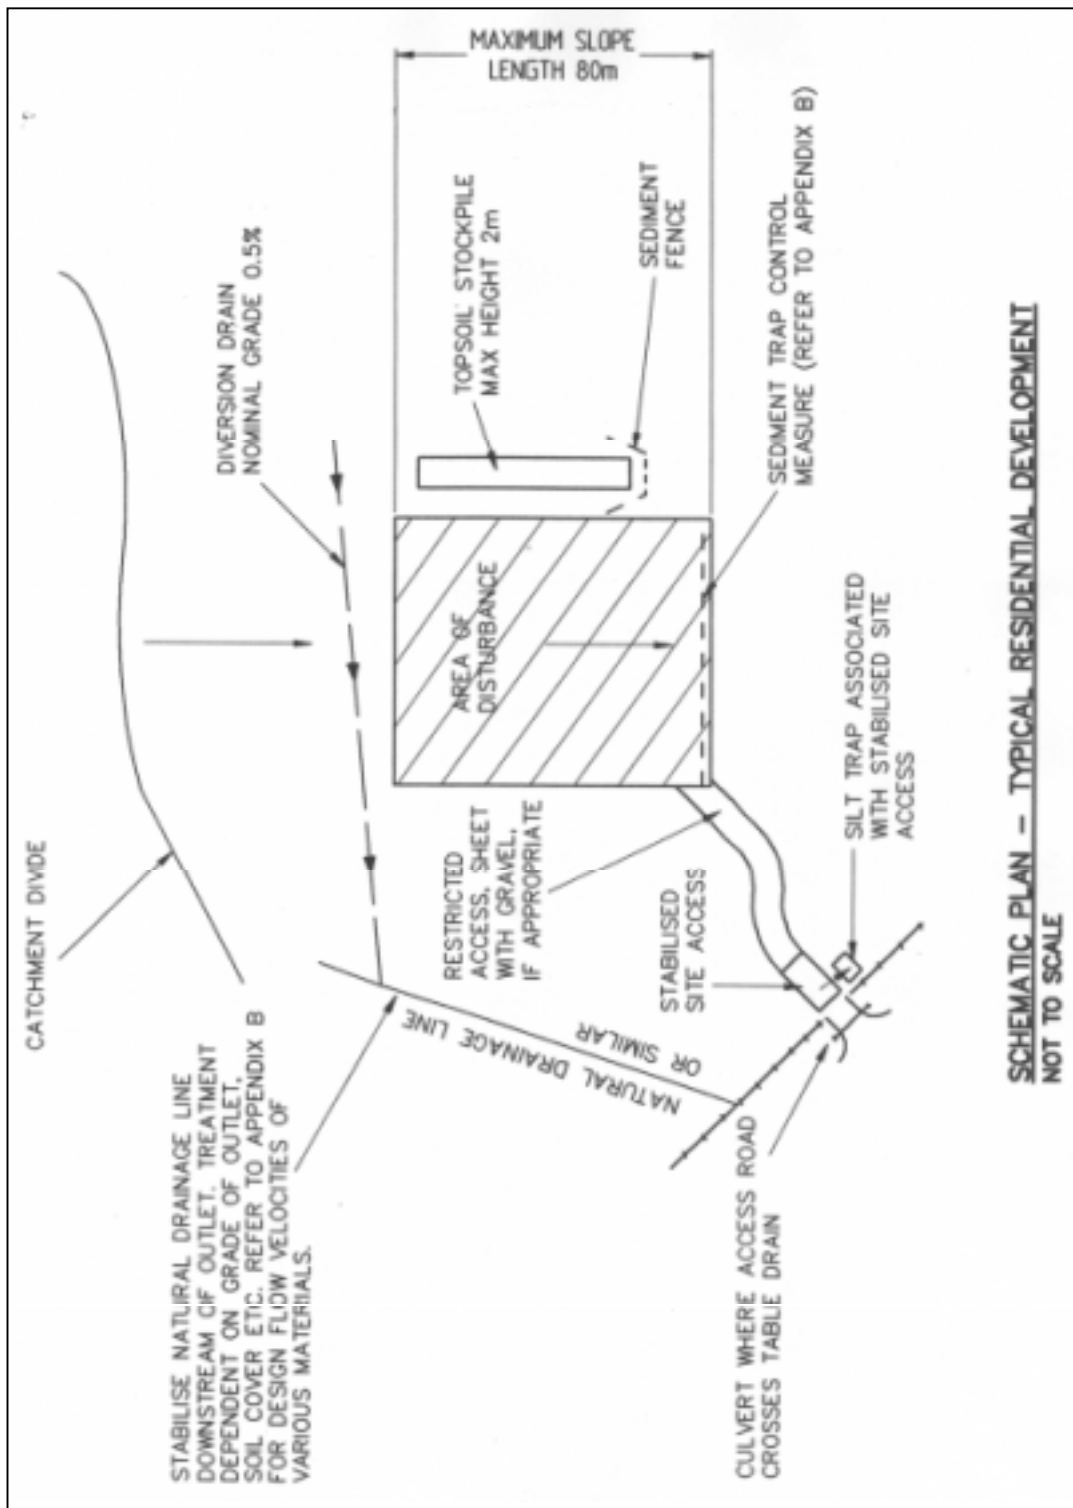 MAXIMUM SLOPE
LENGTH 80m
CATCHMENT DIVIDE
DIVERSION DRAIN
NOMINAL GRADE 0.5%
TOPSOIL STOCKPILE
MAX HEIGHT 2m
SEDIMENT
FENCE
SEDIMENT TRAP CONTROL
MEASURE (REFER TO APPENDIX B)
AREA OF
DISTURBANCE
STABILISE NATURAL DRAINAGE LINE
DOWNSTREAM OF OUTLET. TREATMENT
DEPENDENT ON GRADE OF OUTLET,
SOIL COVER ETC. REFER TO APPENDIX B
FOR DESIGN FLOW VELOCITIES OF
VARIOUS MATERIALS.
NATURAL DRAINAGE LINE
OR SIMILAR
RESTRICTED
ACCESS, SHEET
WITH GRAVEL,
IF APPROPRIATE
STABILISED
SITE ACCESS
SILT TRAP ASSOCIATED
WITH STABILISED SITE
ACCESS
CULVERT WHERE ACCESS ROAD
CROSSES TABLE DRAIN
SCHEMATIC PLAN - TYPICAL RESIDENTIAL DEVELOPMENT
NOT TO SCALE